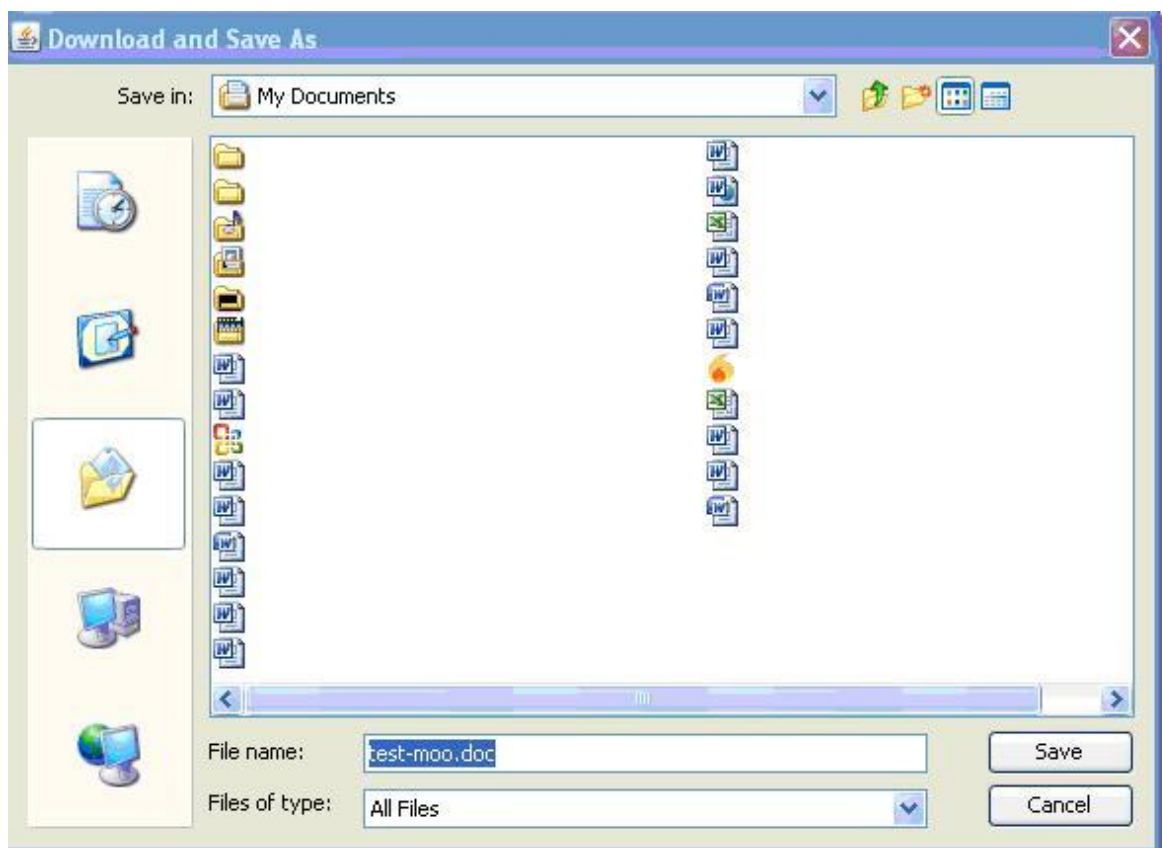 Download and Save As
Save in: My Documents
File name: test-moo.doc Save
Files of type: All Files Cancel